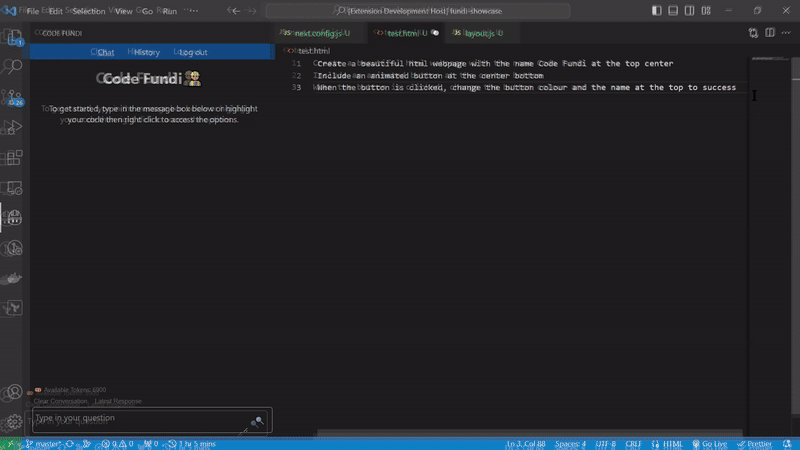 File Edit Selection View Go Run ... [Extension Development Host] fundi-showcase
CODE FUNDI
JS next.config.js U test.html U JS layout.js U
Chat History Log out
test.html
Code Fundi
To get started, type in the message box below or highlight
your code then right click to access the options.
1 Create a beautiful html webpage with the name Code Fundi at the top center
2 Include an animated button at the center bottom
3 When the button is clicked, change the button colour and the name at the top to success
Available Tokens: 6000
Clear Conversation Latest Response
Type in your question
master* 0 0 0 1 hr 5 mins Ln 3, Col 88 Spaces: 4 UTF-8 CRLF HTML Go Live Prettier